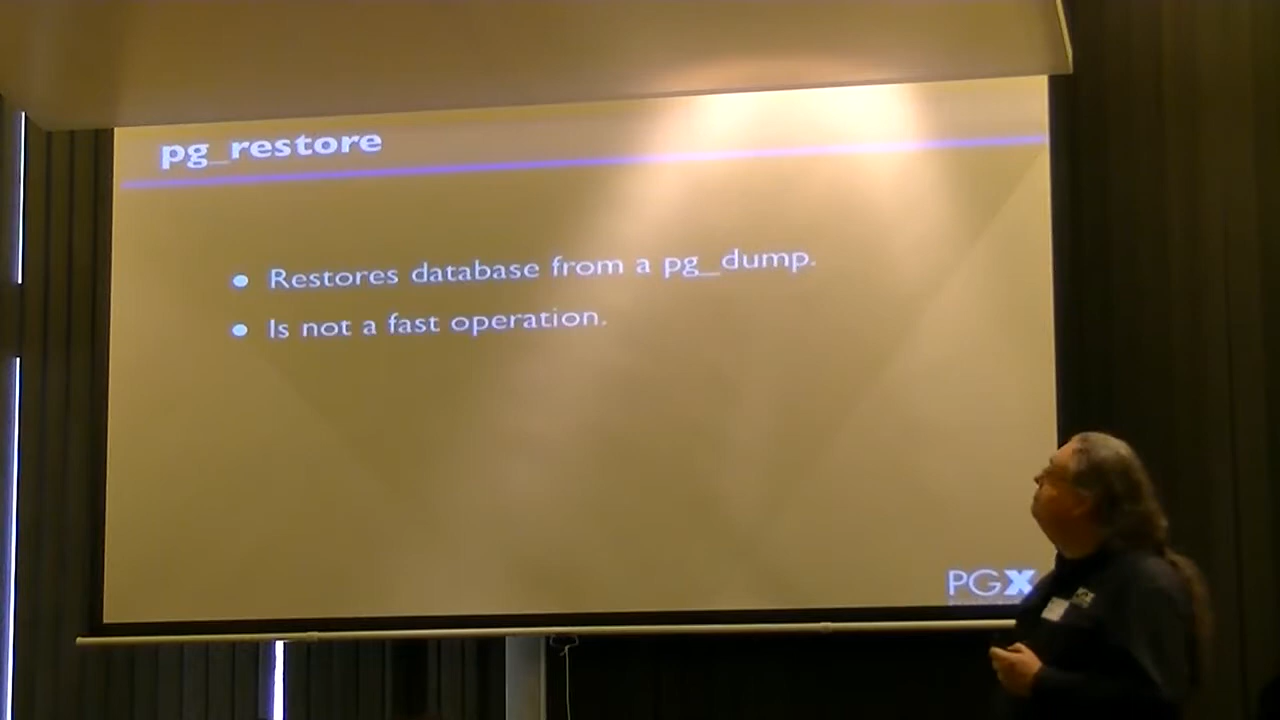 pg_restore
• Restores database from a pg_dump.
• Is not a fast operation.
PGX